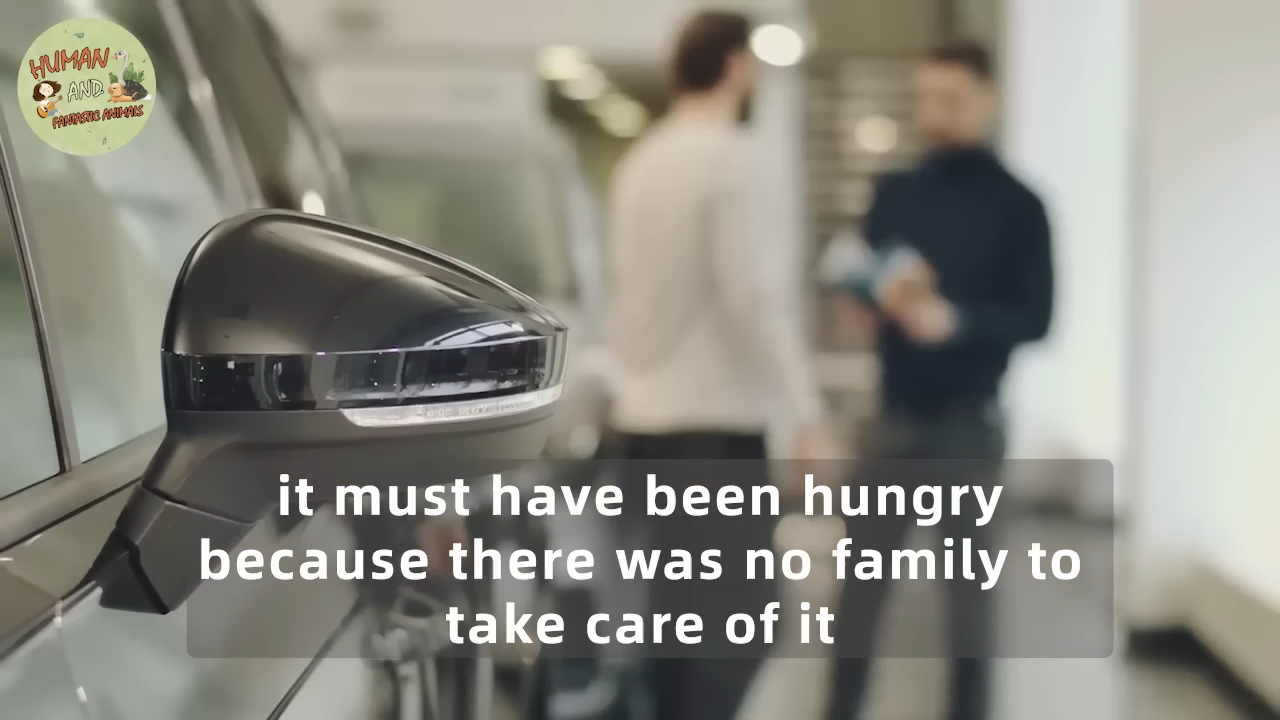 HUMAN
AND
FANTASTIC ANIMALS
it must have been hungry
because there was no family to
take care of it